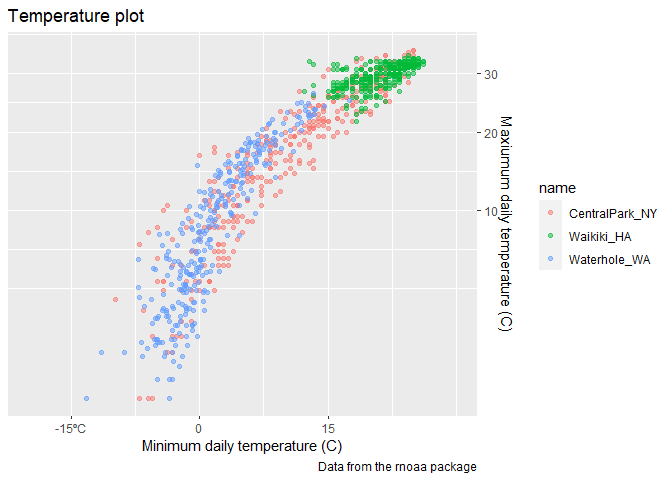 Temperature plot
30
20
10
Maxiumum daily temperature (C)
-15ºC
0
15
Minimum daily temperature (C)
Data from the rnoaa package
name
CentralPark_NY
Waikiki_HA
Waterhole_WA